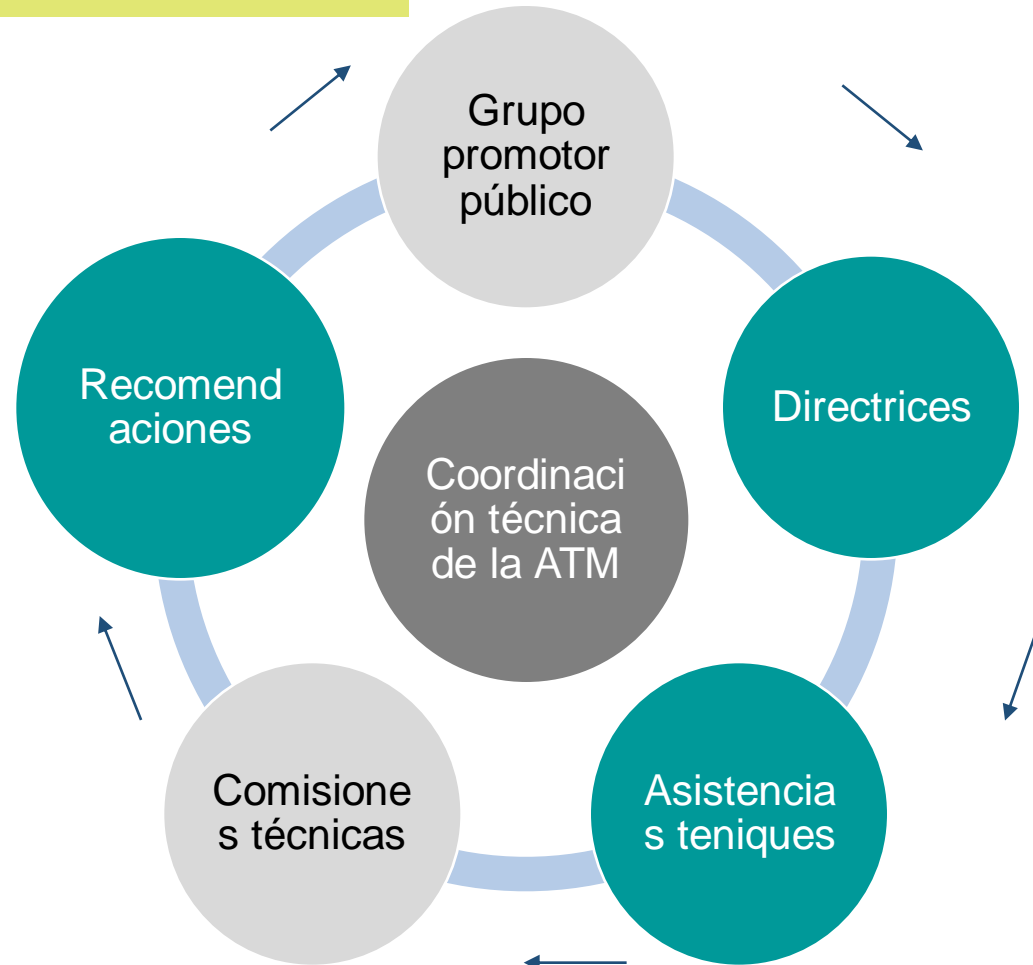 Grupo
promotor
público
Directrices
Asistencia
s teniques
Comisione
s técnicas
Recomend
aciones
Coordinaci
ón técnica
de la ATM